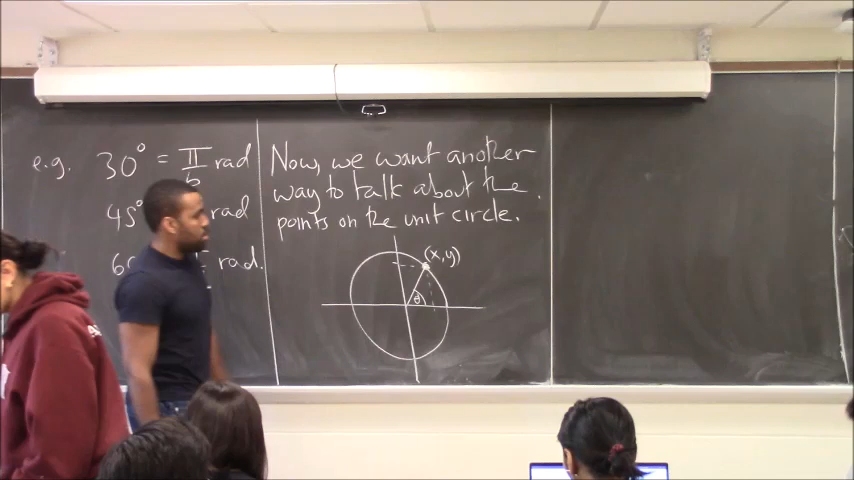 e.g. 30° = π/6 rad
45° rad
rad.
Now, we want another
way to talk about the
points on the unit circle.
(x,y)
θ